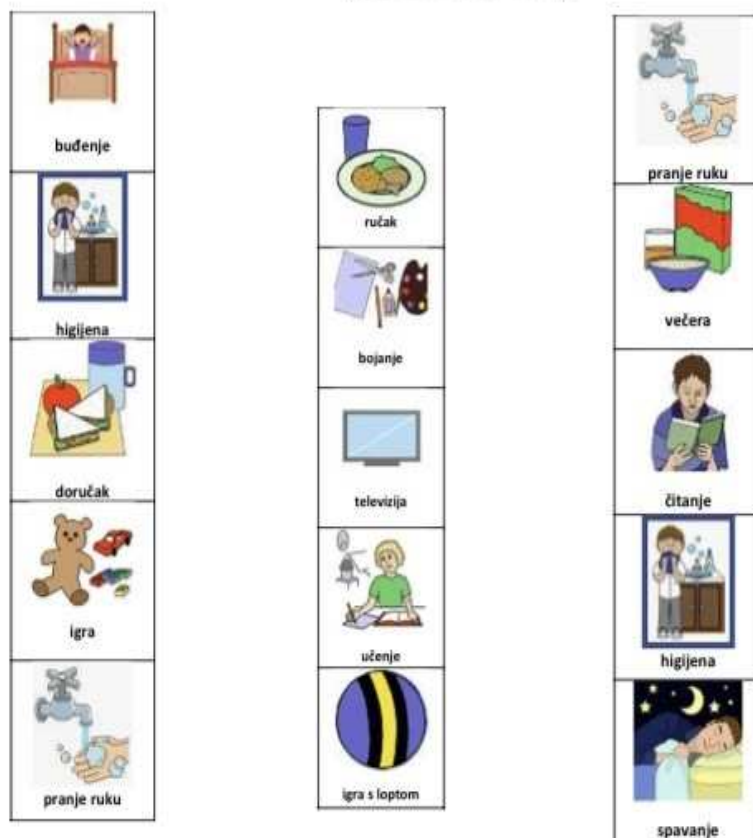 buđenje
higijena
doručak
igra
pranje ruku
ručak
bojanje
televizija
učenje
igra s loptom
pranje ruku
večera
čitanje
higijena
spavanje